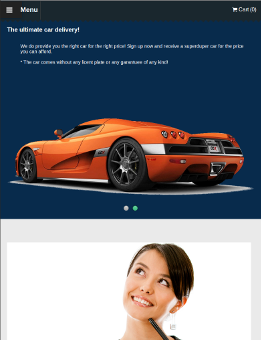 Menu
Cart (0)
The ultimate car delivery!
We do provide you the right car for the right price! Sign up now and receive a superduper car for the price
you can afford.
* The car comes without any licent plate or any garantuee of any kind!